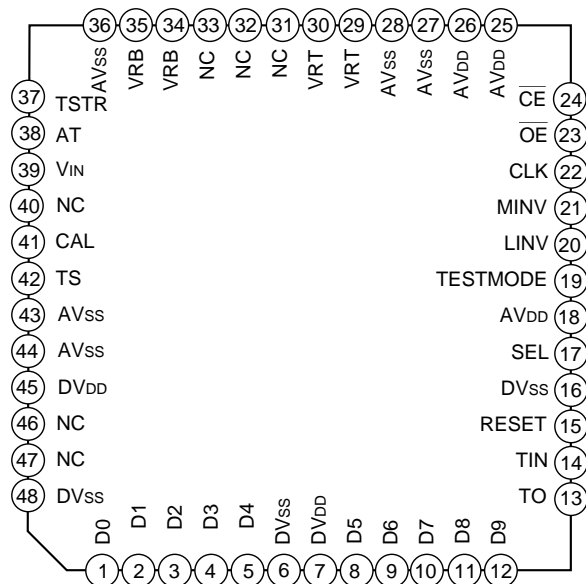 36 35 34 33 32 31 30 29 28 27 26 25
AVSS VRB VRB NC NC NC VRT VRT AVSS AVSS AVDD AVDD
37 TSTR
38 AT
39 VIN
40 NC
41 CAL
42 TS
43 AVSS
44 AVSS
45 DVDD
46 NC
47 NC
48 DVSS
CE 24
OE 23
CLK 22
MINV 21
LINV 20
TESTMODE 19
AVDD 18
SEL 17
DVSS 16
RESET 15
TIN 14
TO 13
D0 D1 D2 D3 D4 DVSS DVDD D5 D6 D7 D8 D9
1 2 3 4 5 6 7 8 9 10 11 12